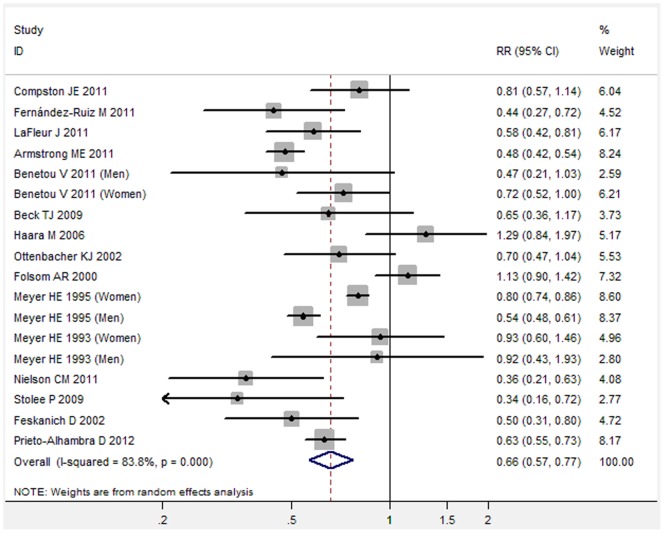 Study %
ID RR (95% CI) Weight
Compston JE 2011 0.81 (0.57, 1.14) 6.04
Fernández-Ruiz M 2011 0.44 (0.27, 0.72) 4.52
LaFleur J 2011 0.58 (0.42, 0.81) 6.17
Armstrong ME 2011 0.48 (0.42, 0.54) 8.24
Benetou V 2011 (Men) 0.47 (0.21, 1.03) 2.59
Benetou V 2011 (Women) 0.72 (0.52, 1.00) 6.21
Beck TJ 2009 0.65 (0.36, 1.17) 3.73
Haara M 2006 1.29 (0.84, 1.97) 5.17
Ottenbacher KJ 2002 0.70 (0.47, 1.04) 5.53
Folsom AR 2000 1.13 (0.90, 1.42) 7.32
Meyer HE 1995 (Women) 0.80 (0.74, 0.86) 8.60
Meyer HE 1995 (Men) 0.54 (0.48, 0.61) 8.37
Meyer HE 1993 (Women) 0.93 (0.60, 1.46) 4.96
Meyer HE 1993 (Men) 0.92 (0.43, 1.93) 2.80
Nielson CM 2011 0.36 (0.21, 0.63) 4.08
Stolee P 2009 0.34 (0.16, 0.72) 2.77
Feskanich D 2002 0.50 (0.31, 0.80) 4.72
Prieto-Alhambra D 2012 0.63 (0.55, 0.73) 8.17
Overall (I-squared = 83.8%, p = 0.000) 0.66 (0.57, 0.77) 100.00
NOTE: Weights are from random effects analysis
.2 .5 1 1.5 2